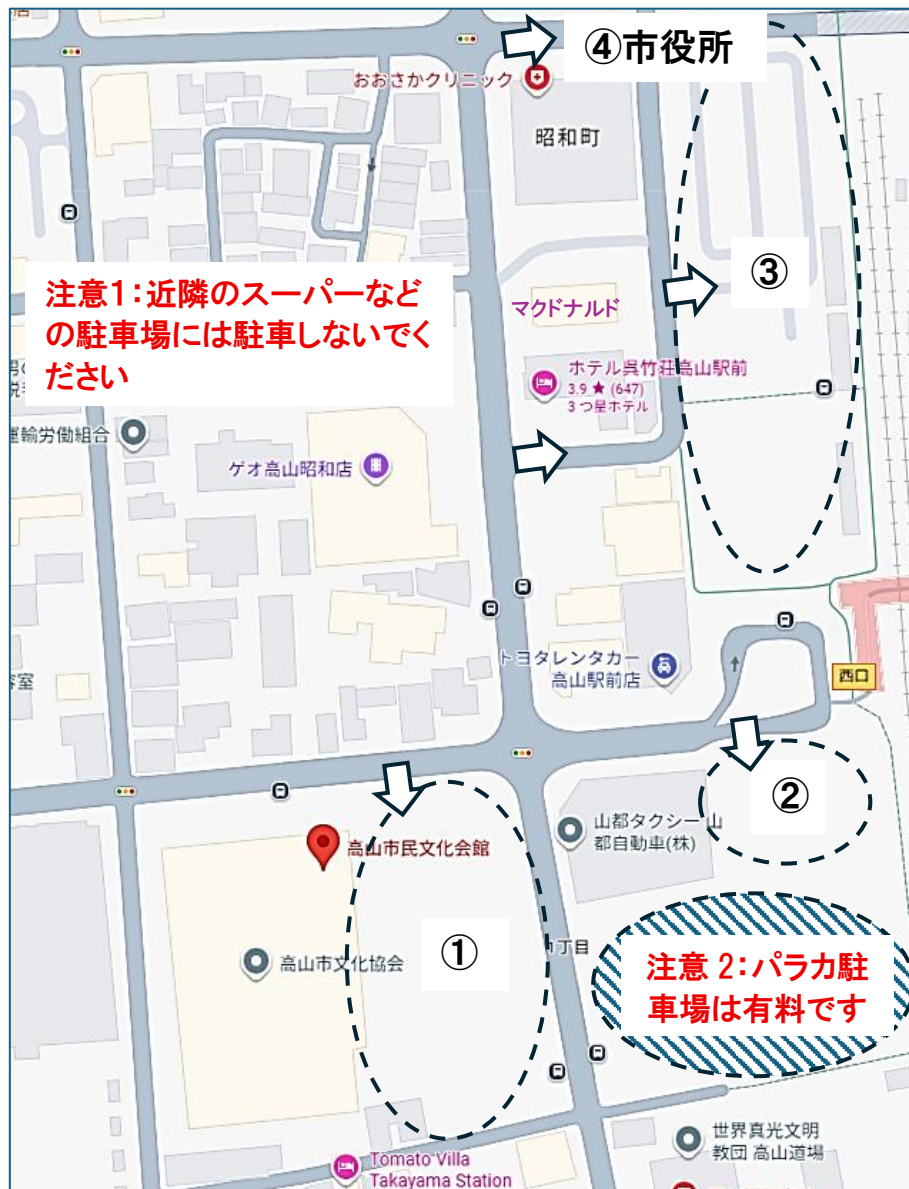 ④市役所
おおさかクリニック
昭和町
③
注意1:近隣のスーパーなど
の駐車場には駐車しないでく
ださい
マクドナルド
ホテル呉竹荘高山駅前
3.9 ★ (647)
3 つ星ホテル
運輸労働組合
ゲオ高山昭和店
トヨタレンタカー
高山駅前店
西口
容室
②
山都タクシー 山
都自動車(株)
高山市民文化会館
①
高山市文化協会
丁目
注意 2:パラカ駐
車場は有料です
世界真光文明
教団 高山道場
Tomato Villa
Takayama Station